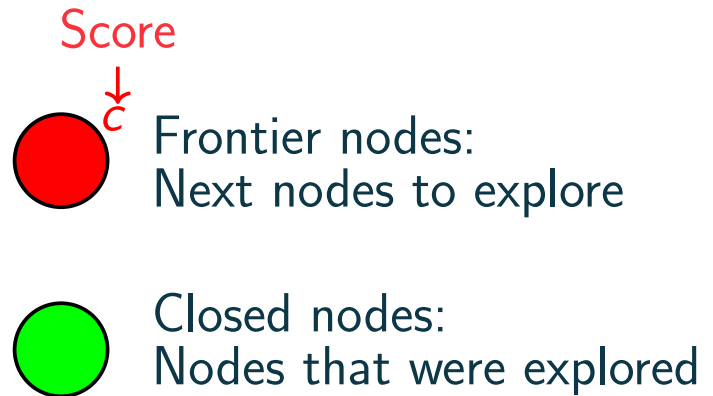 Score
↓
c
Frontier nodes:
Next nodes to explore
Closed nodes:
Nodes that were explored